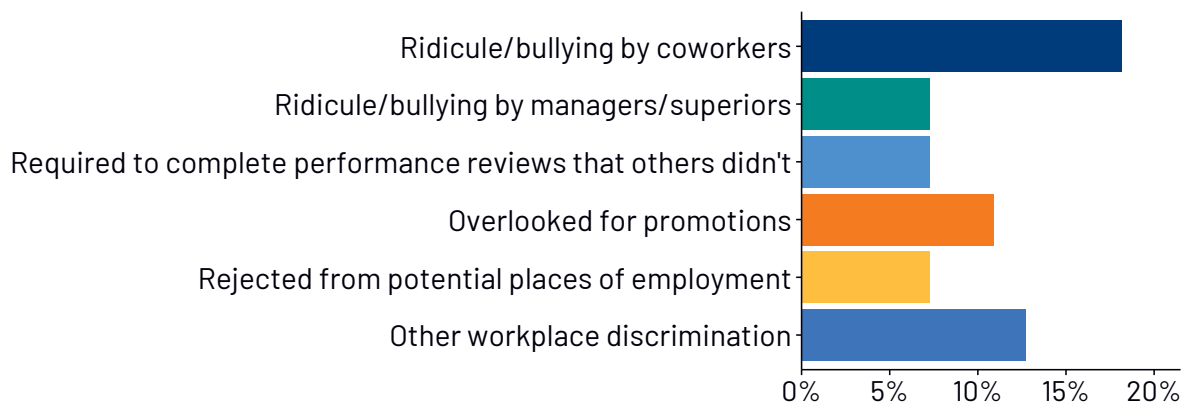 Ridicule/bullying by coworkers
Ridicule/bullying by managers/superiors
Required to complete performance reviews that others didn't
Overlooked for promotions
Rejected from potential places of employment
Other workplace discrimination
0% 5% 10% 15% 20%